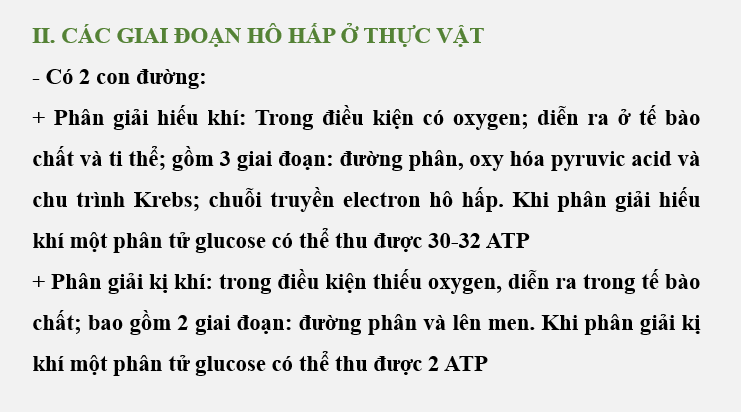 II. CÁC GIAI ĐOẠN HÔ HẤP Ở THỰC VẬT
- Có 2 con đường:
+ Phân giải hiếu khí: Trong điều kiện có oxygen; diễn ra ở tế bào
chất và ti thể; gồm 3 giai đoạn: đường phân, oxy hóa pyruvic acid và
chu trình Krebs; chuỗi truyền electron hô hấp. Khi phân giải hiếu
khí một phân tử glucose có thể thu được 30-32 ATP
+ Phân giải kị khí: trong điều kiện thiếu oxygen, diễn ra trong tế bào
chất; bao gồm 2 giai đoạn: đường phân và lên men. Khi phân giải kị
khí một phân tử glucose có thể thu được 2 ATP